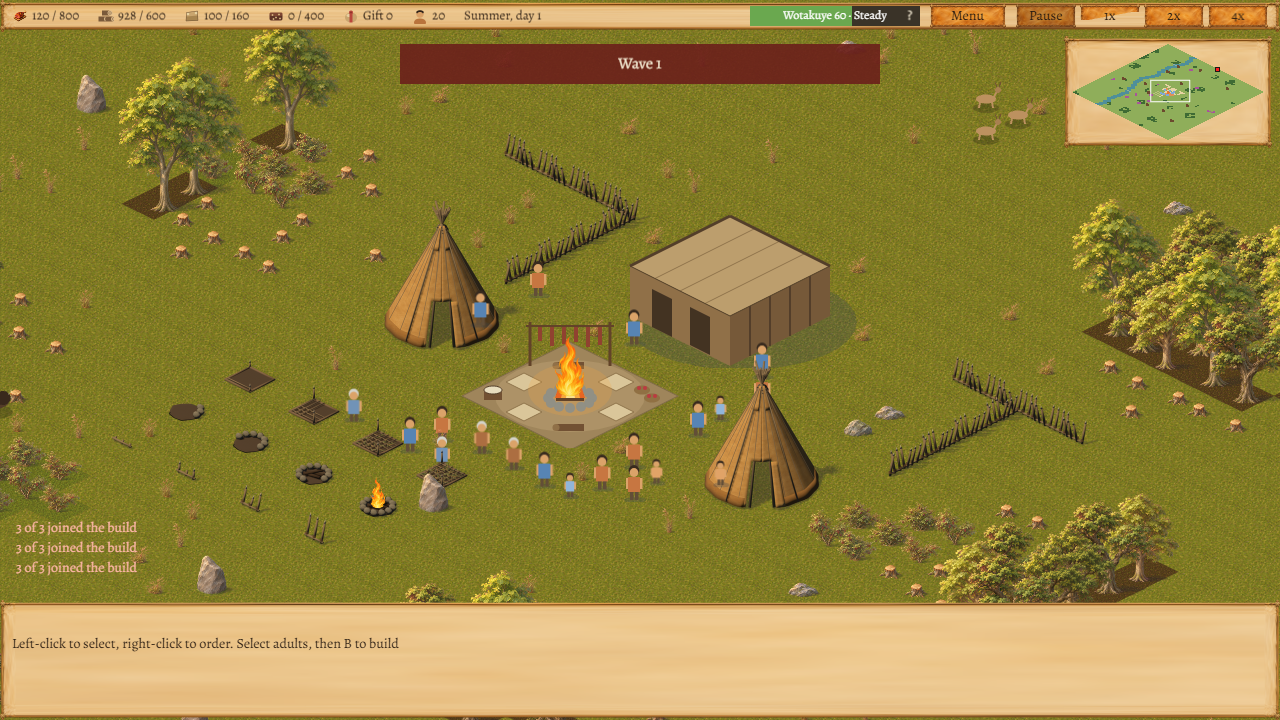 120 / 800 928 / 600 100 / 160 0 / 400 Gift 0 20 Summer, day 1 Wotakuye 60 - Steady ? Menu Pause 1x 2x 4x
Wave 1
3 of 3 joined the build
3 of 3 joined the build
3 of 3 joined the build
Left-click to select, right-click to order. Select adults, then B to build